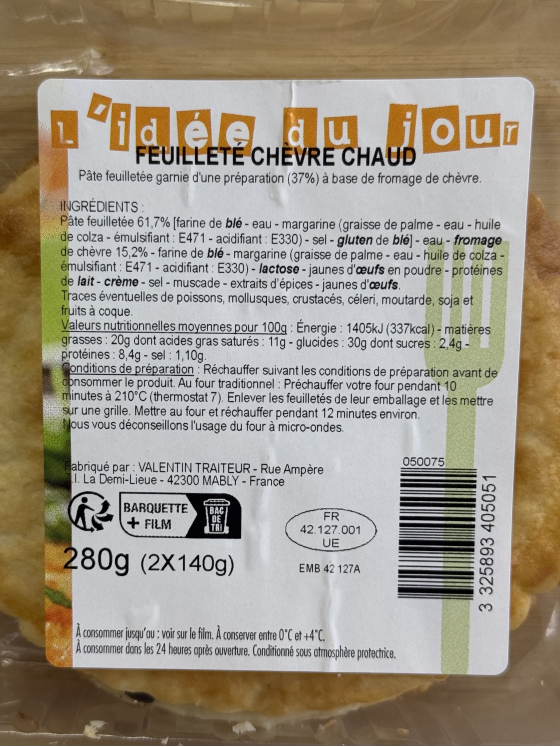 L'idée du jour
FEUILLETÉ CHÈVRE CHAUD
Pâte feuilletée garnie d'une préparation (37%) à base de fromage de chèvre.
INGRÉDIENTS :
Pâte feuilletée 61,7% [farine de blé - eau - margarine (graisse de palme - eau - huile
de colza - émulsifiant : E471 - acidifiant : E330) - sel - gluten de blé] - eau - fromage
de chèvre 15,2% - farine de blé - margarine (graisse de palme - eau - huile de colza -
émulsifiant : E471 - acidifiant : E330) - lactose - jaunes d'œufs en poudre - protéines
de lait - crème - sel - muscade - extraits d'épices - jaunes d'œufs.
Traces éventuelles de poissons, mollusques, crustacés, céleri, moutarde, soja et
fruits à coque.
Valeurs nutritionnelles moyennes pour 100g : Énergie : 1405kJ (337kcal) - matières
grasses : 20g dont acides gras saturés : 11g - glucides : 30g dont sucres : 2,4g -
protéines : 8,4g - sel : 1,10g.
Conditions de préparation : Réchauffer suivant les conditions de préparation avant de
consommer le produit. Au four traditionnel : Préchauffer votre four pendant 10
minutes à 210°C (thermostat 7). Enlever les feuilletés de leur emballage et les mettre
sur une grille. Mettre au four et réchauffer pendant 12 minutes environ.
Nous vous déconseillons l'usage du four à micro-ondes.
Fabriqué par : VALENTIN TRAITEUR - Rue Ampère
Z.I. La Demi-Lieue - 42300 MABLY - France
050075
3 325893 405051
BARQUETTE
+ FILM
BAC
DE
TRI
FR
42.127.001
UE
EMB 42 127A
280g (2X140g)
À consommer jusqu'au : voir sur le film. À conserver entre 0°C et +4°C.
À consommer dans les 24 heures après ouverture. Conditionné sous atmosphère protectrice.